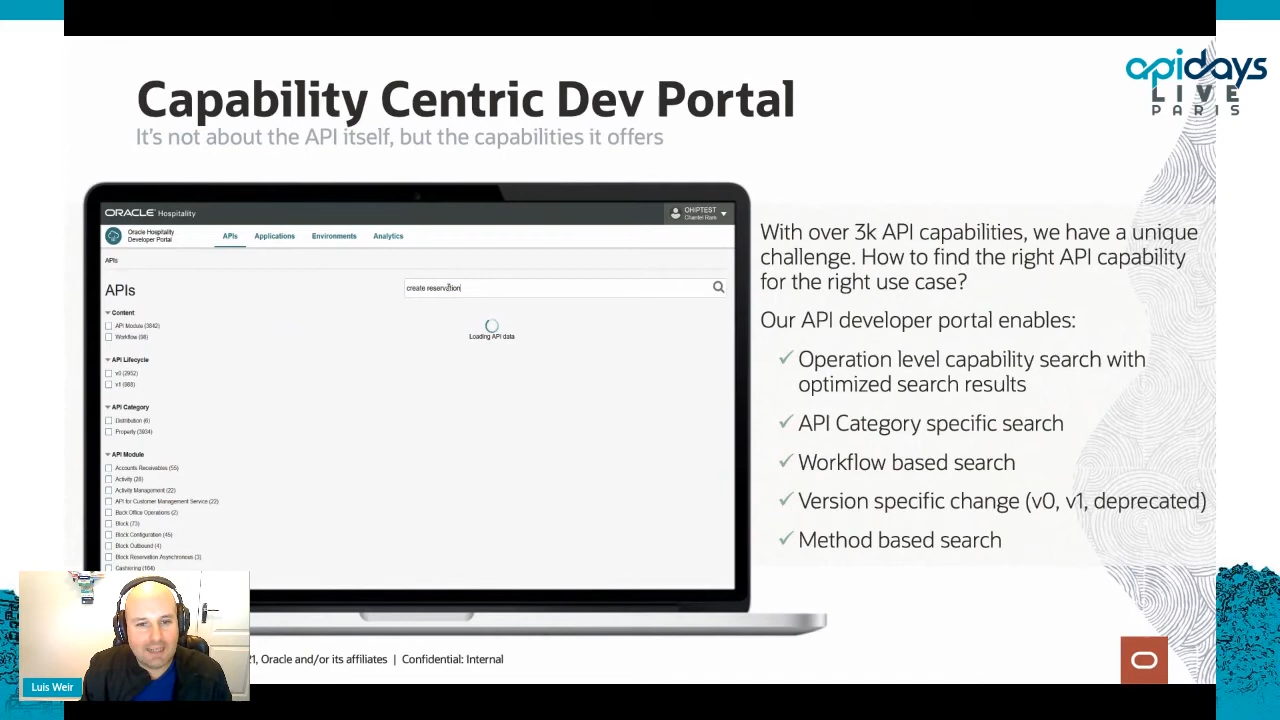 Capability Centric Dev Portal
It's not about the API itself, but the capabilities it offers
apidays
LIVE
PARIS
ORACLE Hospitality
OHIPTEST
Chantel Ram
Oracle Hospitality
Developer Portal
APIs Applications Environments Analytics
APIs
APIs
create reservation
Loading API data
Content
API Module (3842)
Workflow (98)
API Lifecycle
v0 (2952)
v1 (988)
API Category
Distribution (6)
Property (3934)
API Module
Accounts Receivables (55)
Activity (28)
Activity Management (22)
API for Customer Management Service (22)
Back Office Operations (2)
Block (73)
Block Configuration (45)
Block Outbound (4)
Block Reservation Asynchronous (3)
Cashiering (164)
With over 3k API capabilities, we have a unique
challenge. How to find the right API capability
for the right use case?
Our API developer portal enables:
✓ Operation level capability search with
optimized search results
✓ API Category specific search
✓ Workflow based search
✓ Version specific change (v0, v1, deprecated)
✓ Method based search
21, Oracle and/or its affiliates | Confidential: Internal
Luis Weir